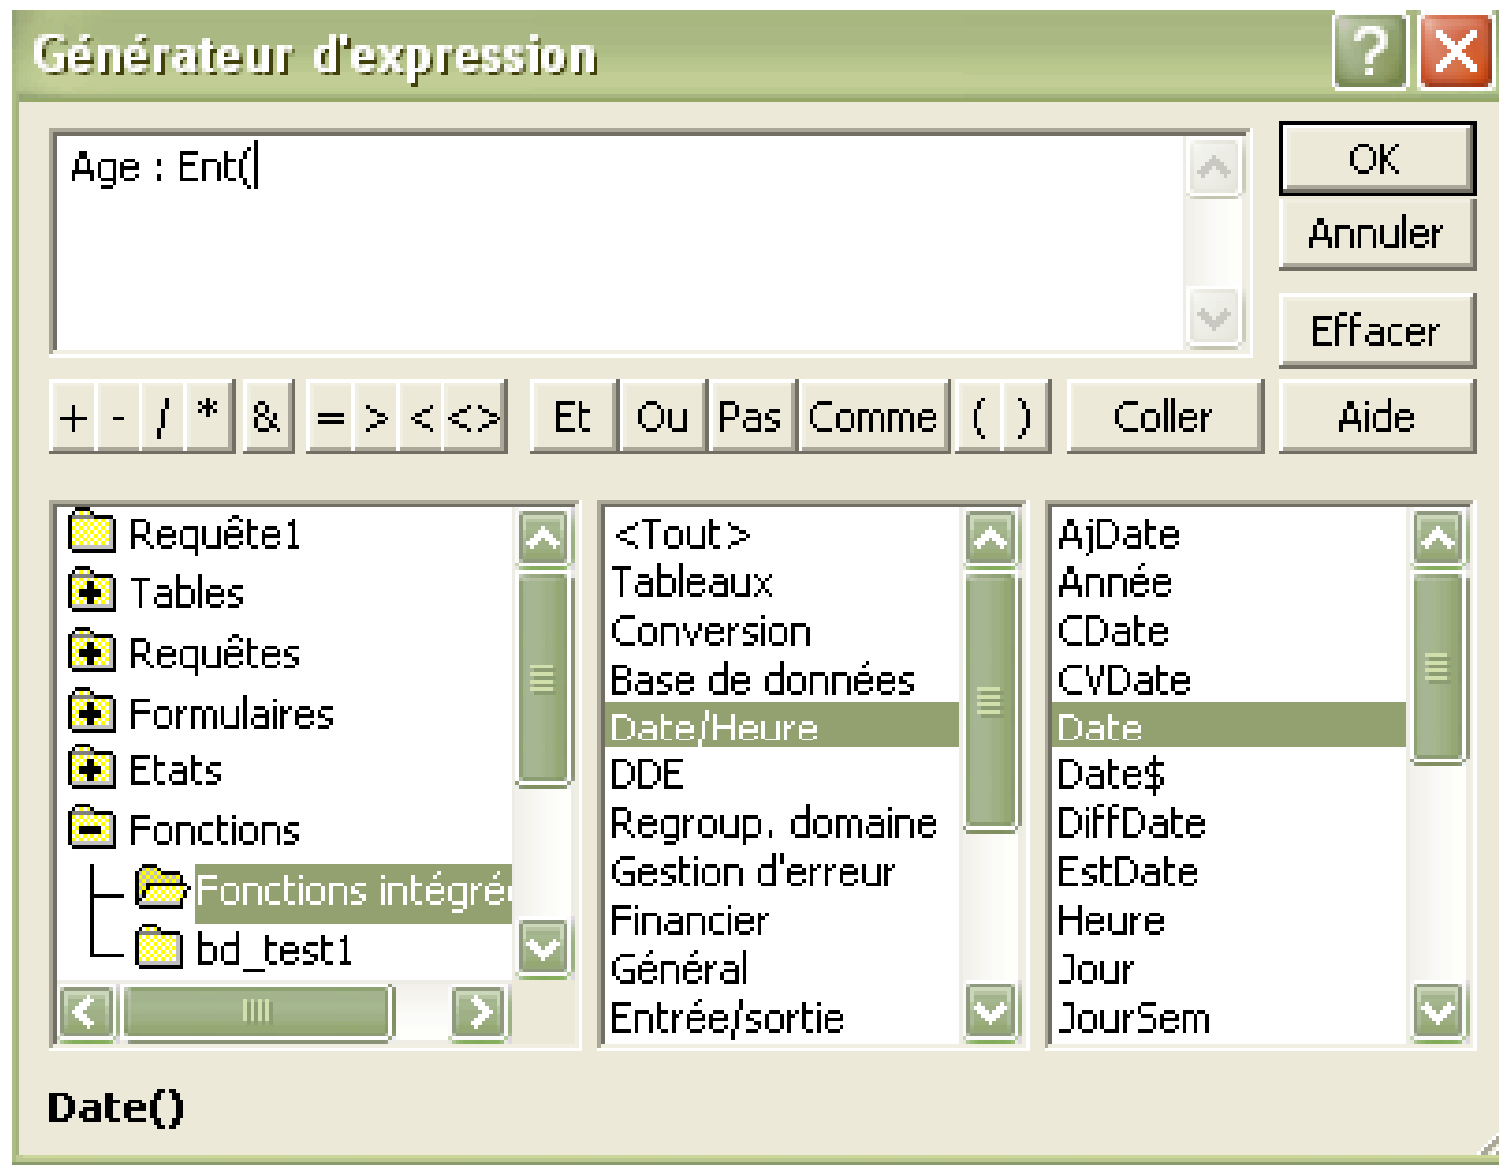 Générateur d'expression
?
Age : Ent(
OK
Annuler
Effacer
+ - / * & = > < <> Et Ou Pas Comme ( ) Coller Aide
Requête1
Tables
Requêtes
Formulaires
Etats
Fonctions
Fonctions intégrée
bd_test1
<Tout>
Tableaux
Conversion
Base de données
Date/Heure
DDE
Regroup. domaine
Gestion d'erreur
Financier
Général
Entrée/sortie
AjDate
Année
CDate
CVDate
Date
Date$
DiffDate
EstDate
Heure
Jour
JourSem
Date()